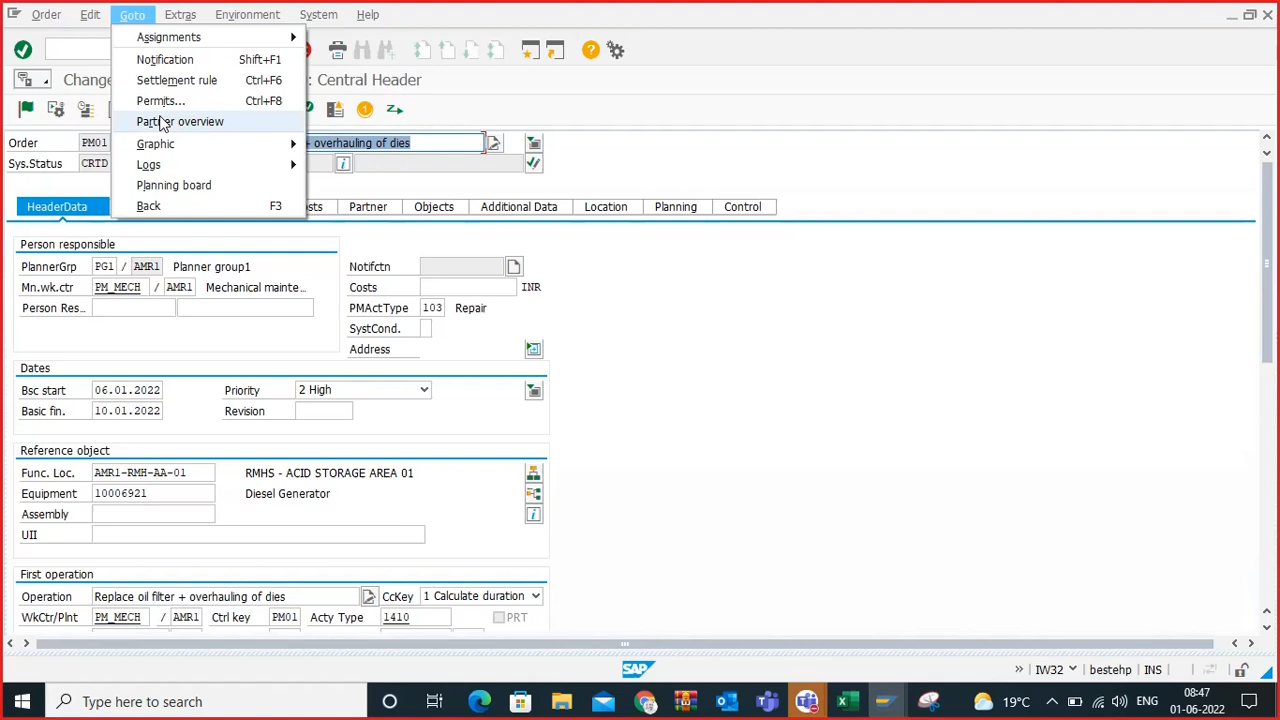 Order Edit Goto Extras Environment System Help
Assignments
Notification Shift+F1
Settlement rule Ctrl+F6
Permits... Ctrl+F8
Partner overview
Graphic
Logs
Planning board
Back F3
: Central Header
Order PM01 + overhauling of dies
Sys.Status CRTD
HeaderData Partner Objects Additional Data Location Planning Control
Person responsible
PlannerGrp PG1 / AMR1 Planner group1 Notifctn
Mn.wk.ctr PM_MECH / AMR1 Mechanical mainte... Costs INR
Person Res... PMActType 103 Repair
SystCond.
Address
Dates
Bsc start 06.01.2022 Priority 2 High
Basic fin. 10.01.2022 Revision
Reference object
Func. Loc. AMR1-RMH-AA-01 RMHS - ACID STORAGE AREA 01
Equipment 10006921 Diesel Generator
Assembly
UII
First operation
Operation Replace oil filter + overhauling of dies CcKey 1 Calculate duration
WkCtr/Plnt PM_MECH / AMR1 Ctrl key PM01 Acty Type 1410 PRT
SAP » IW32 bestehp INS
Type here to search 19°C ENG 08:47
01-06-2022